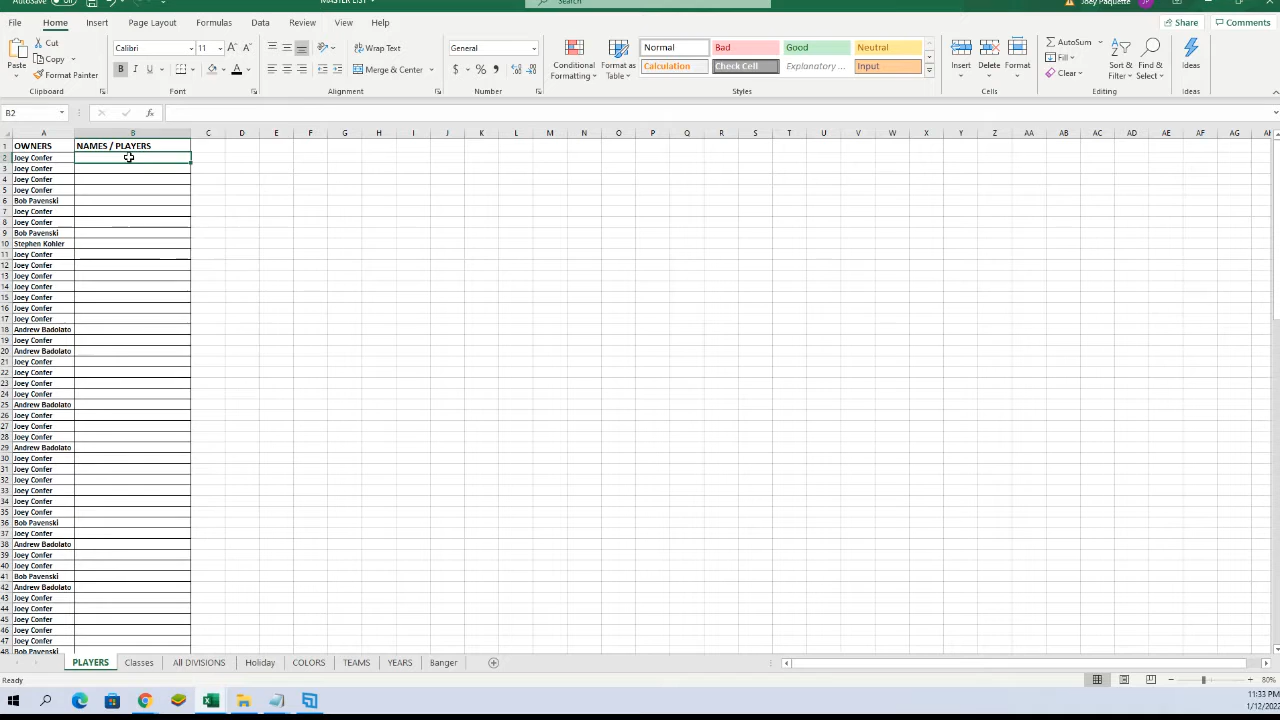 AutoSave Off MASTER LIST Search Joey Paquette JP
File Home Insert Page Layout Formulas Data Review View Help Share Comments
Paste Cut Copy Format Painter Clipboard
Calibri 11 A A B I U A Font
Wrap Text Merge & Center Alignment
General $ % , Number
Conditional Formatting Format as Table
Normal Bad Good Neutral
Calculation Check Cell Explanatory ... Input
Styles
Insert Delete Format Cells
AutoSum Fill Clear Sort & Filter Find & Select Editing
Ideas Ideas
B2 fx
A B C D E F G H I J K L M N O P Q R S T U V W X Y Z AA AB AC AD AE AF AG AH
1 OWNERS NAMES / PLAYERS
2 Joey Confer
3 Joey Confer
4 Joey Confer
5 Joey Confer
6 Bob Pavenski
7 Joey Confer
8 Joey Confer
9 Bob Pavenski
10 Stephen Kohler
11 Joey Confer
12 Joey Confer
13 Joey Confer
14 Joey Confer
15 Joey Confer
16 Joey Confer
17 Joey Confer
18 Andrew Badolato
19 Joey Confer
20 Andrew Badolato
21 Joey Confer
22 Joey Confer
23 Joey Confer
24 Joey Confer
25 Andrew Badolato
26 Joey Confer
27 Joey Confer
28 Joey Confer
29 Andrew Badolato
30 Joey Confer
31 Joey Confer
32 Joey Confer
33 Joey Confer
34 Joey Confer
35 Joey Confer
36 Bob Pavenski
37 Joey Confer
38 Andrew Badolato
39 Joey Confer
40 Joey Confer
41 Bob Pavenski
42 Andrew Badolato
43 Joey Confer
44 Joey Confer
45 Joey Confer
46 Joey Confer
47 Joey Confer
48 Bob Pavenski
PLAYERS Classes All DIVISIONS Holiday COLORS TEAMS YEARS Banger
Ready 80%
11:33 PM
1/12/2022